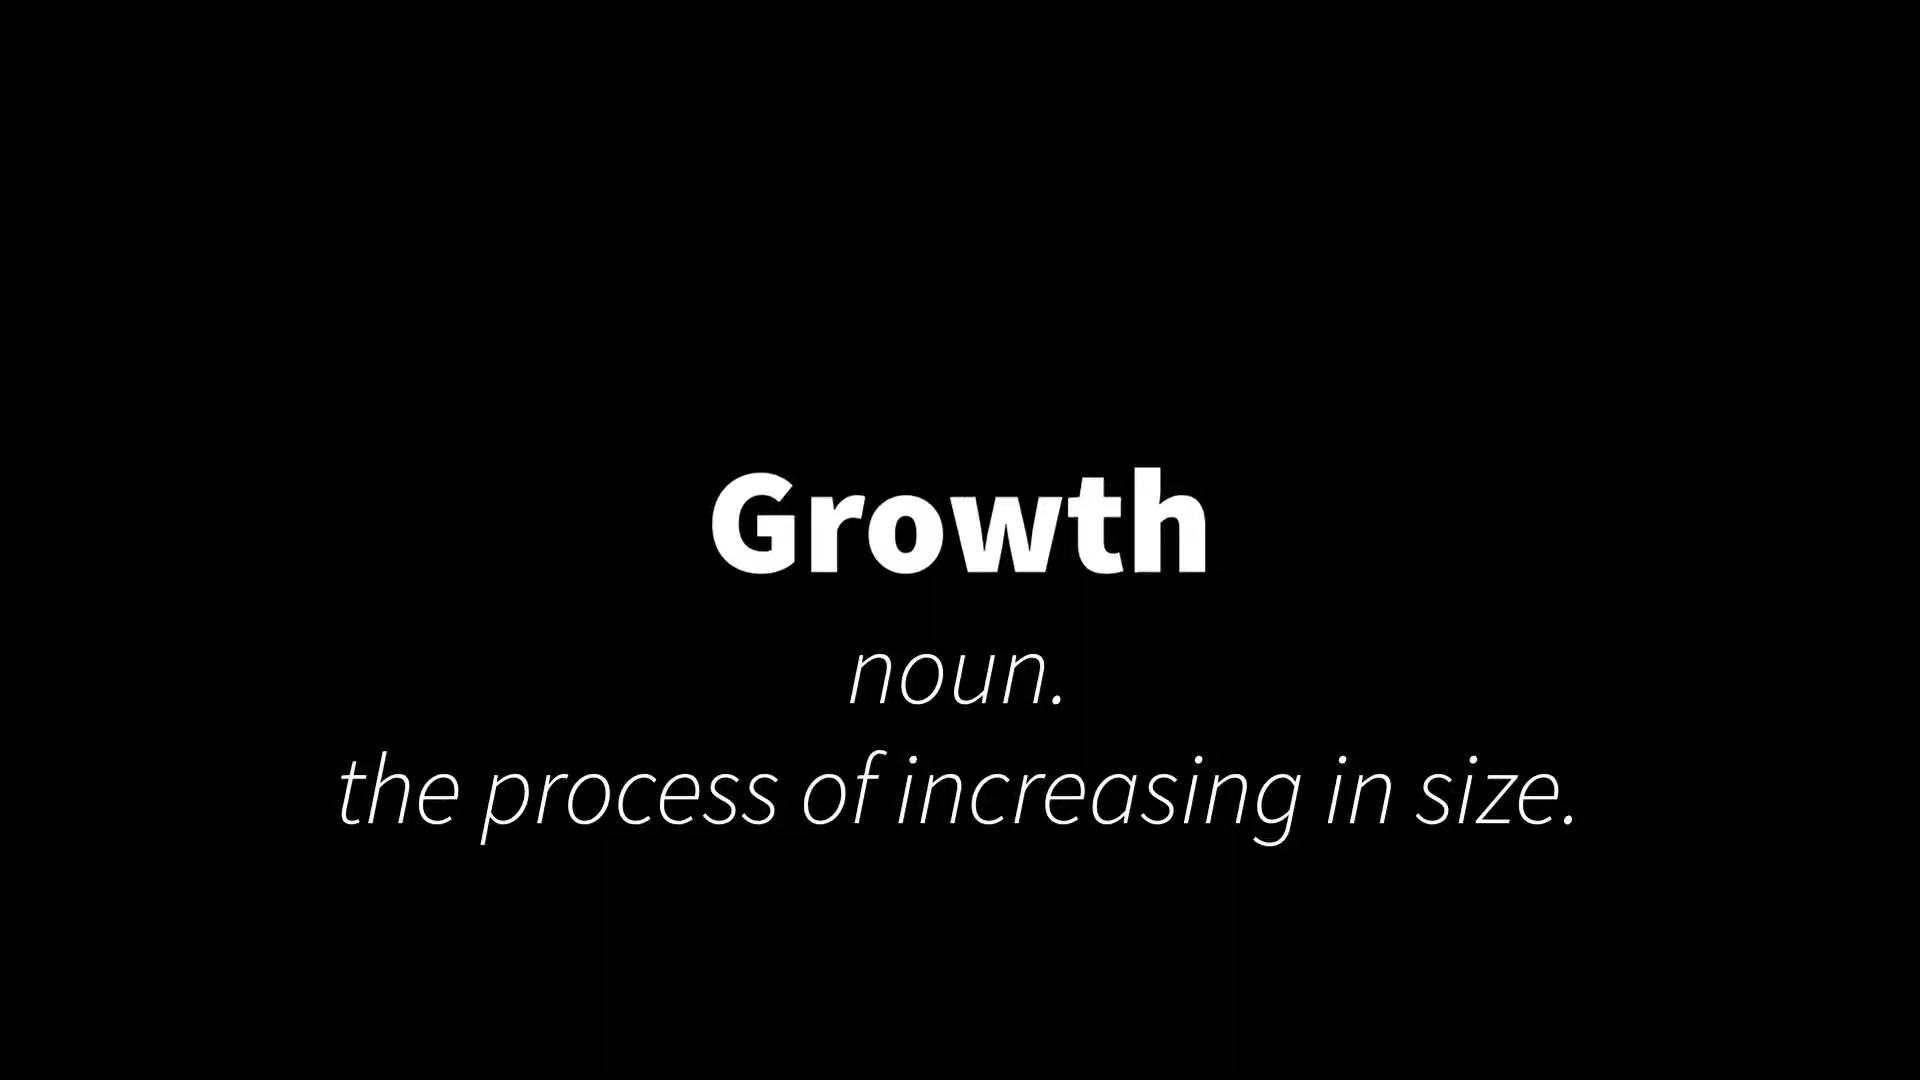 Growth
noun.
the process of increasing in size.